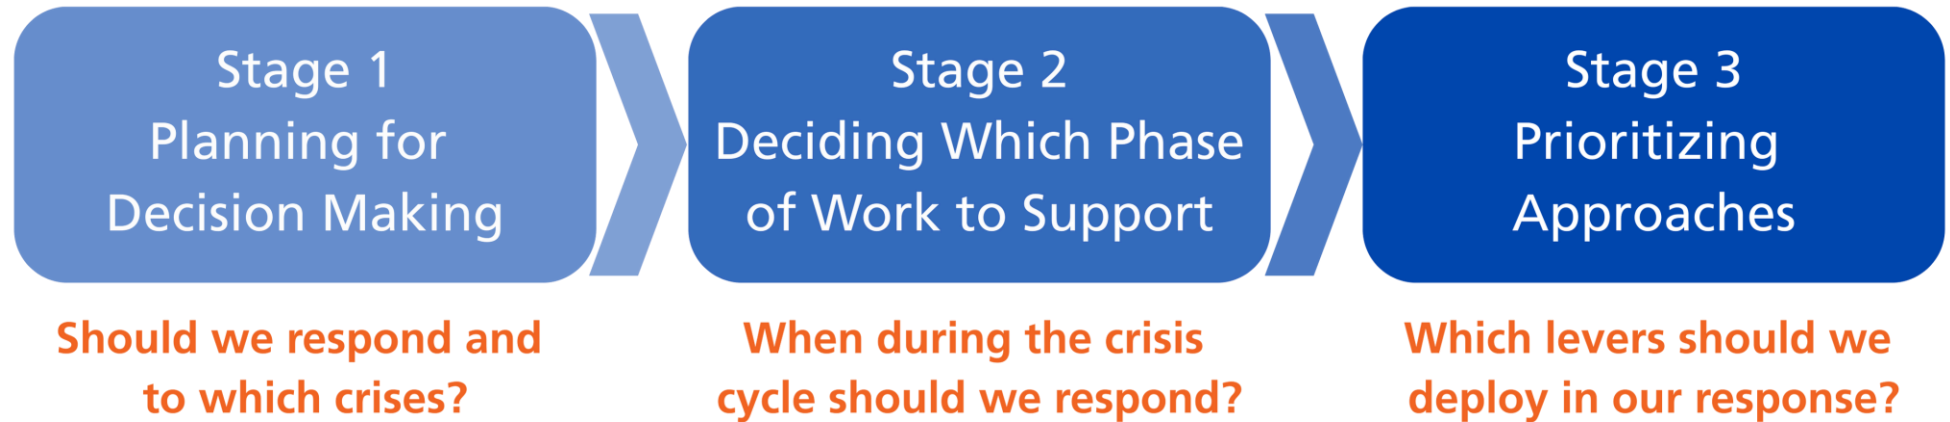 Stage 1
Planning for
Decision Making
Should we respond and
to which crises?
Stage 2
Deciding Which Phase
of Work to Support
When during the crisis
cycle should we respond?
Stage 3
Prioritizing
Approaches
Which levers should we
deploy in our response?